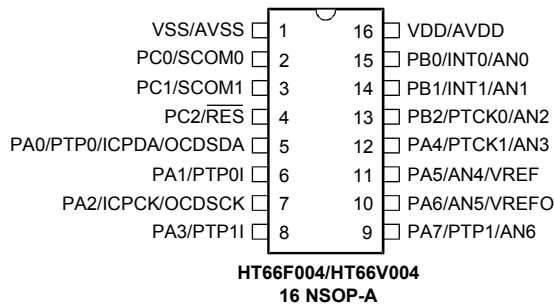 VSS/AVSS 1 16 VDD/AVDD
PC0/SCOM0 2 15 PB0/INT0/AN0
PC1/SCOM1 3 14 PB1/INT1/AN1
PC2/RES 4 13 PB2/PTCK0/AN2
PA0/PTP0/ICPDA/OCDSDA 5 12 PA4/PTCK1/AN3
PA1/PTP0I 6 11 PA5/AN4/VREF
PA2/ICPCK/OCDSCK 7 10 PA6/AN5/VREFO
PA3/PTP1I 8 9 PA7/PTP1/AN6
HT66F004/HT66V004
16 NSOP-A